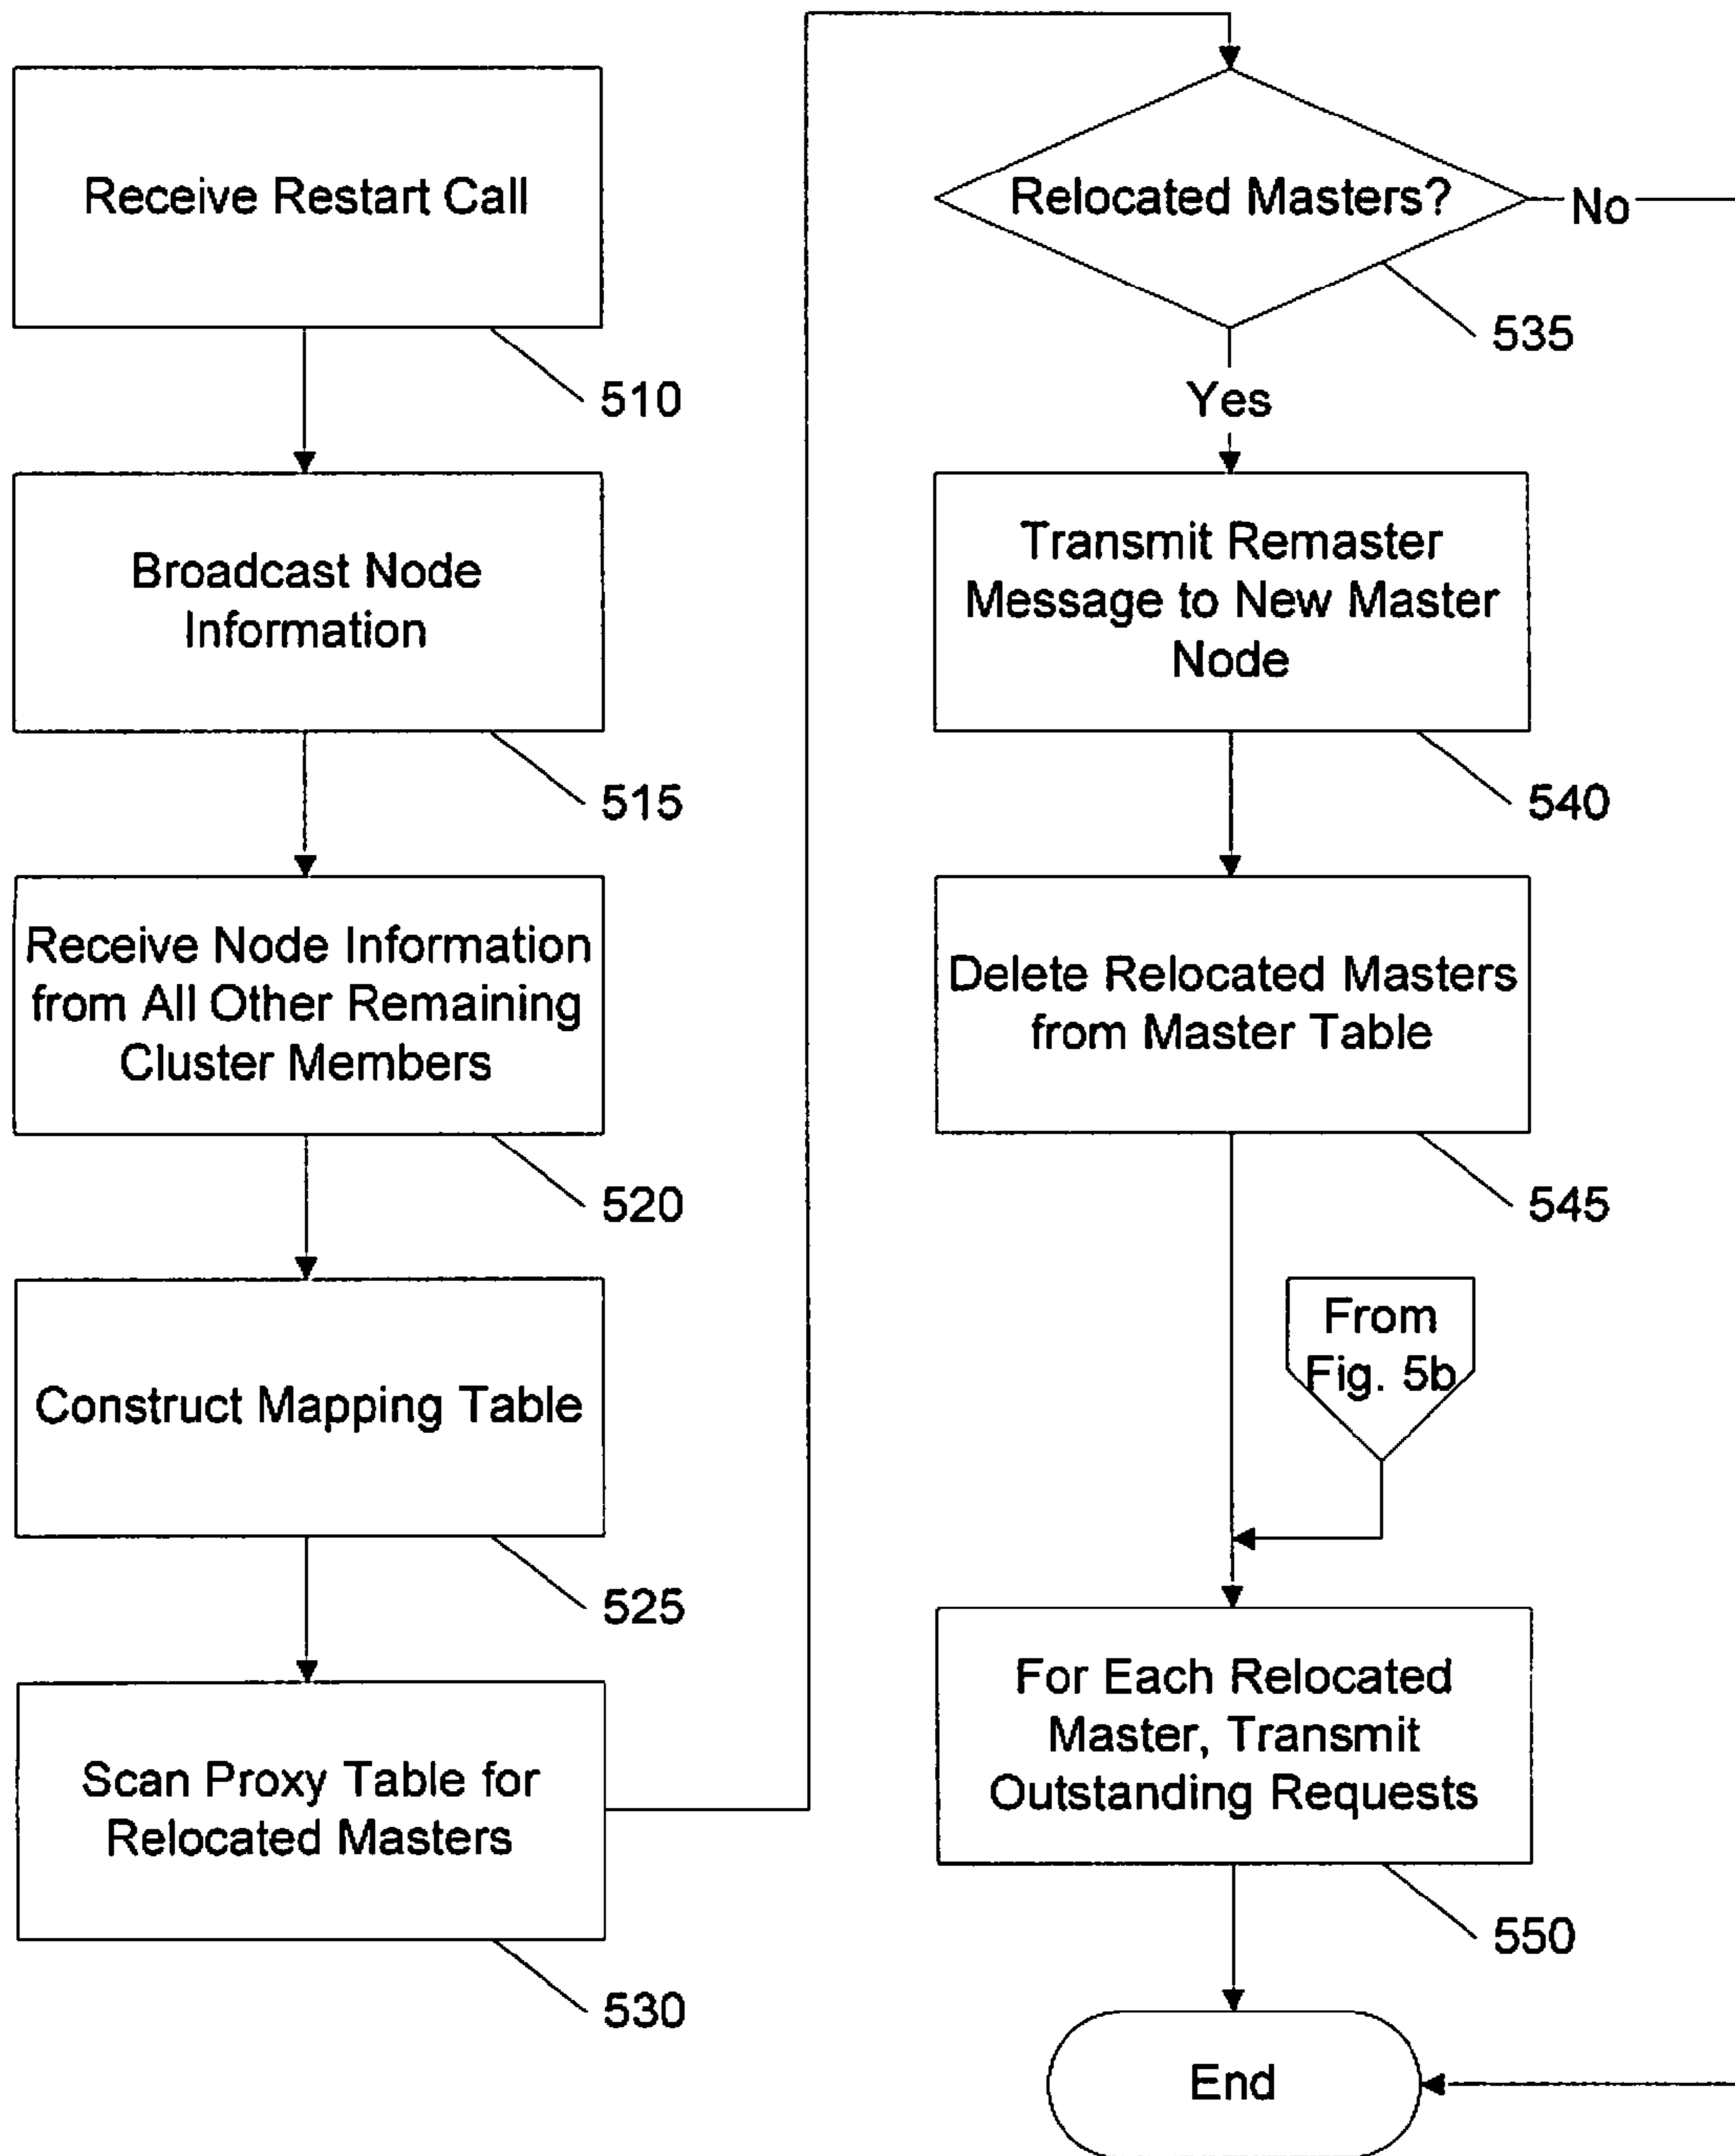 Receive Restart Call
510
Broadcast Node
Information
515
Receive Node Information
from All Other Remaining
Cluster Members
520
Construct Mapping Table
525
Scan Proxy Table for
Relocated Masters
530
Relocated Masters?
No
535
Yes
Transmit Remaster
Message to New Master
Node
540
Delete Relocated Masters
from Master Table
545
From
Fig. 5b
For Each Relocated
Master, Transmit
Outstanding Requests
550
End